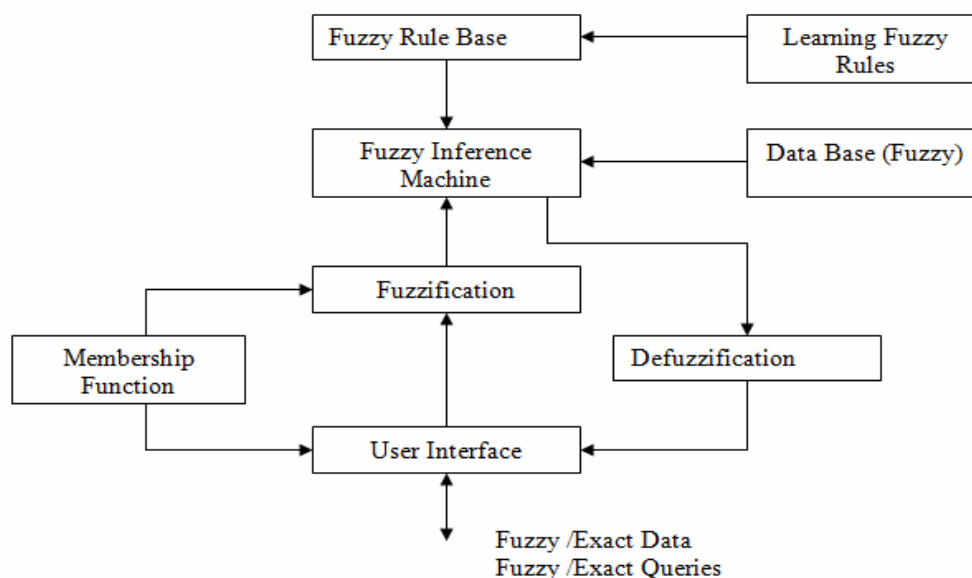 Fuzzy Rule Base
Learning Fuzzy
Rules
Fuzzy Inference
Machine
Data Base (Fuzzy)
Fuzzification
Membership
Function
Defuzzification
User Interface
Fuzzy /Exact Data
Fuzzy /Exact Queries